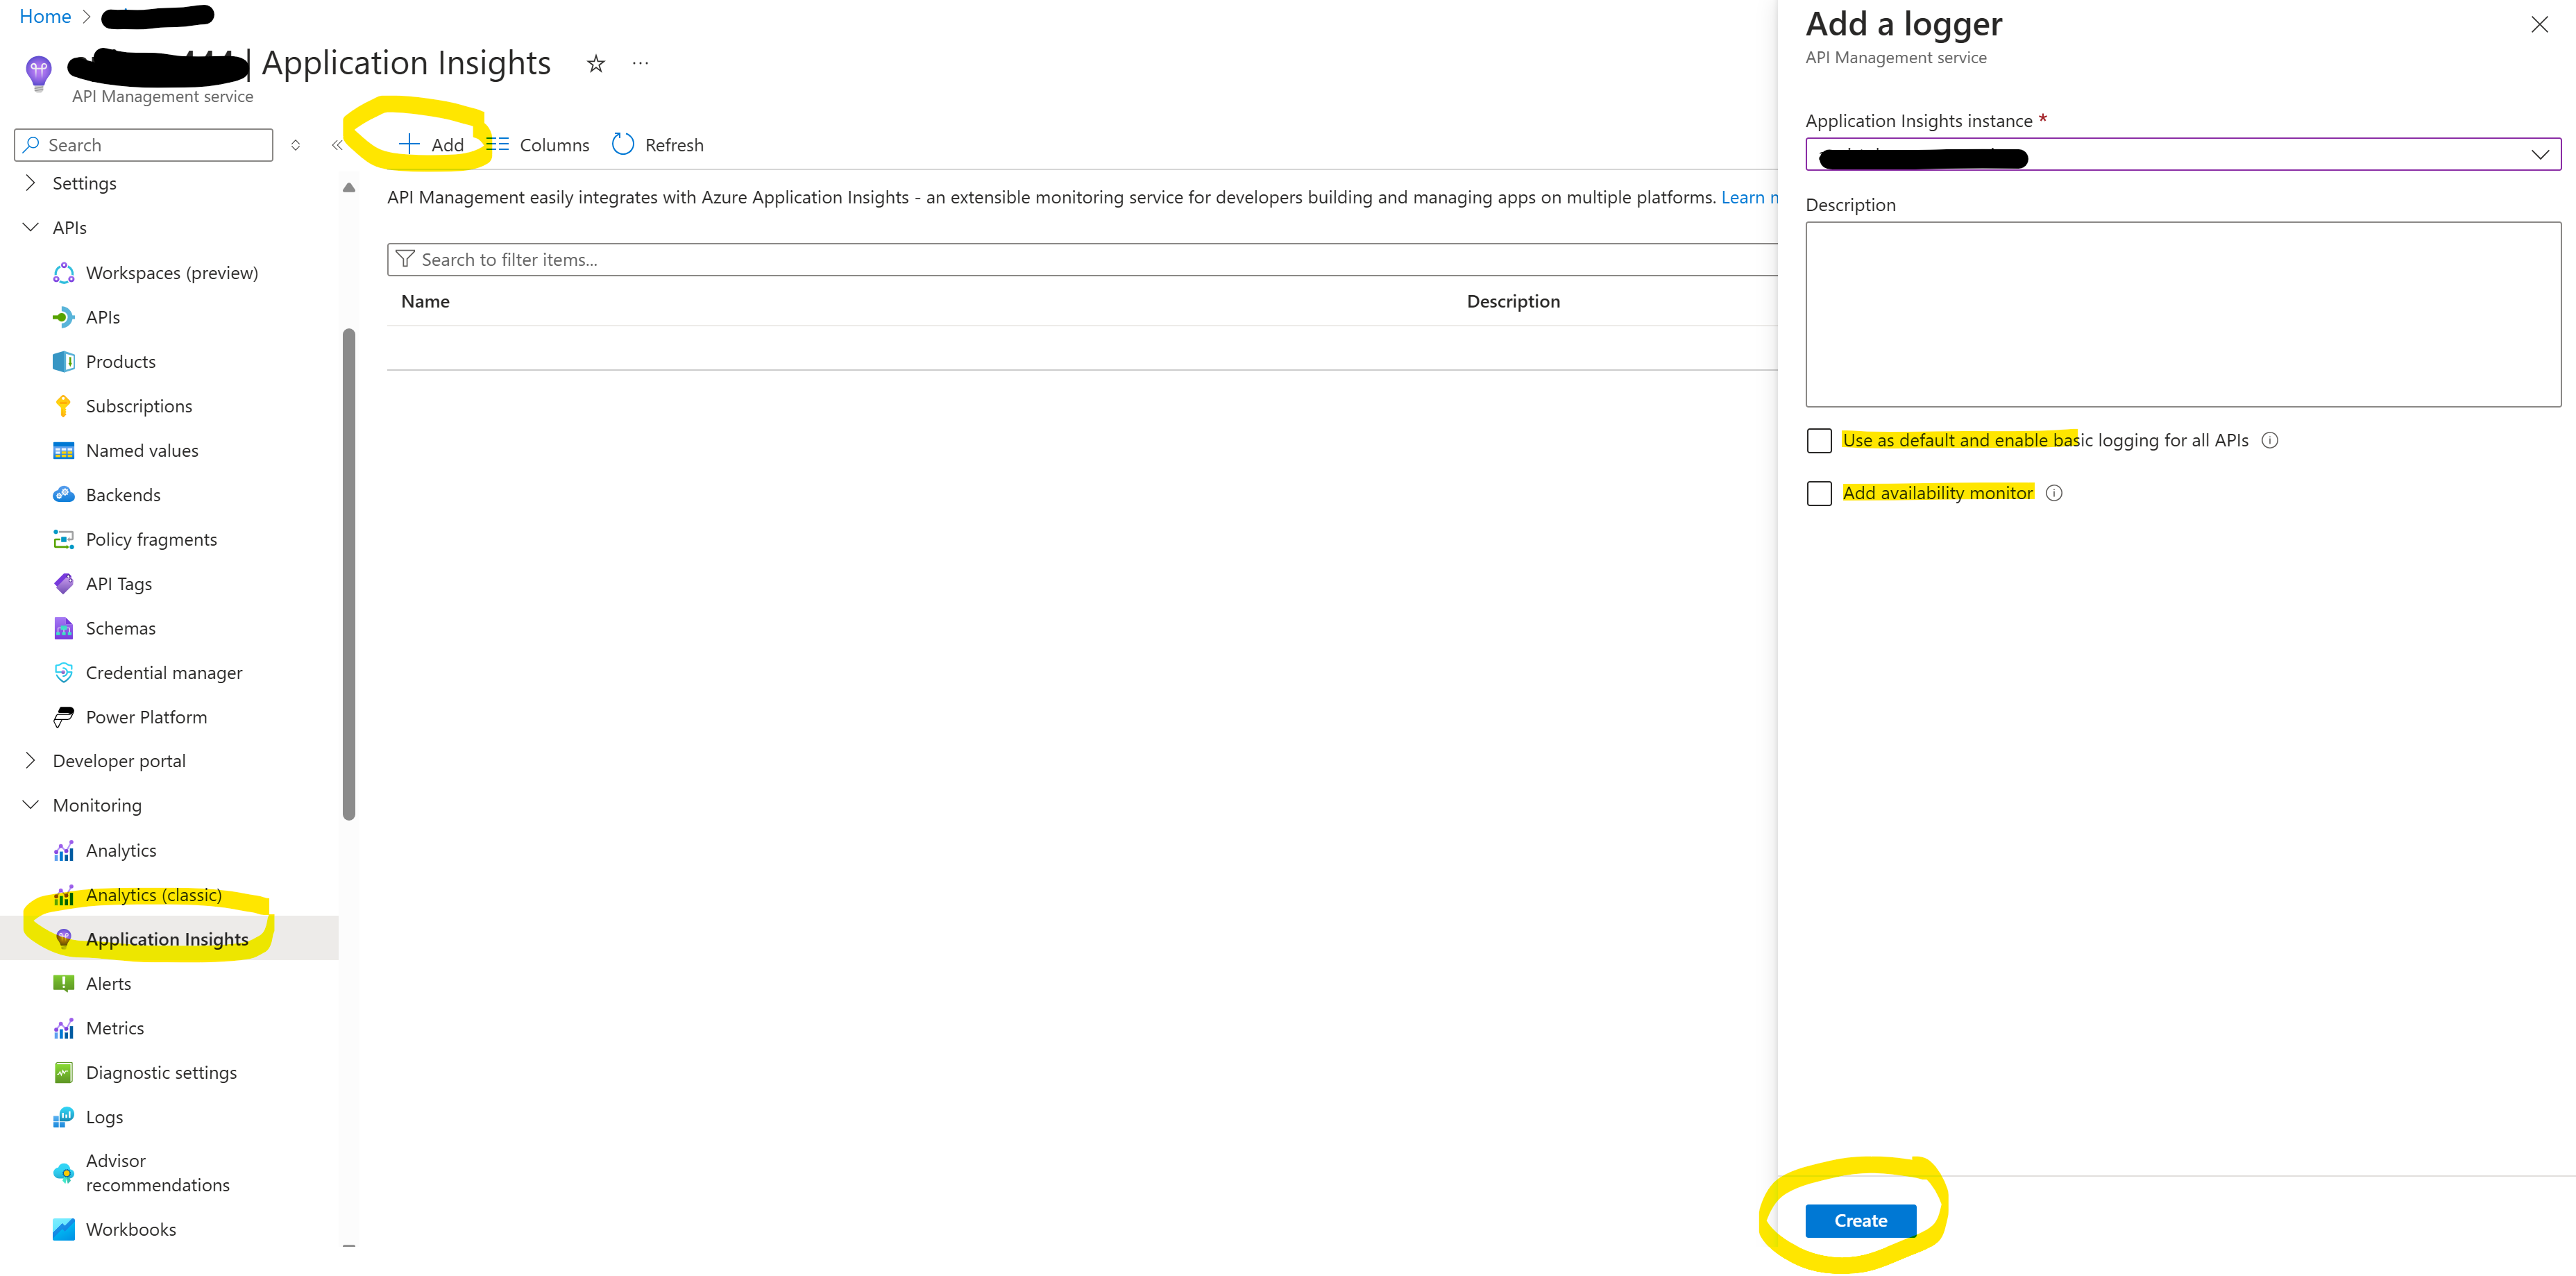 Home
| Application Insights
API Management service
Search
Settings
APIs
Workspaces (preview)
APIs
Products
Subscriptions
Named values
Backends
Policy fragments
API Tags
Schemas
Credential manager
Power Platform
Developer portal
Monitoring
Analytics
Analytics (classic)
Application Insights
Alerts
Metrics
Diagnostic settings
Logs
Advisor
recommendations
Workbooks
Add Columns Refresh
API Management easily integrates with Azure Application Insights - an extensible monitoring service for developers building and managing apps on multiple platforms. Learn
Search to filter items...
Name Description
Add a logger
API Management service
Application Insights instance *
Description
Use as default and enable basic logging for all APIs
Add availability monitor
Create